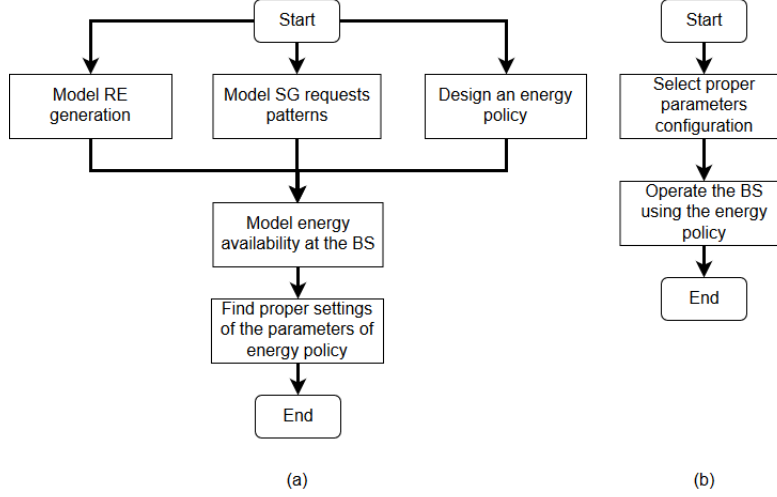 Start
Model RE
generation
Model SG requests
patterns
Design an energy
policy
Model energy
availability at the BS
Find proper settings
of the parameters of
energy policy
End
(a)
Start
Select proper
parameters
configuration
Operate the BS
using the energy
policy
End
(b)